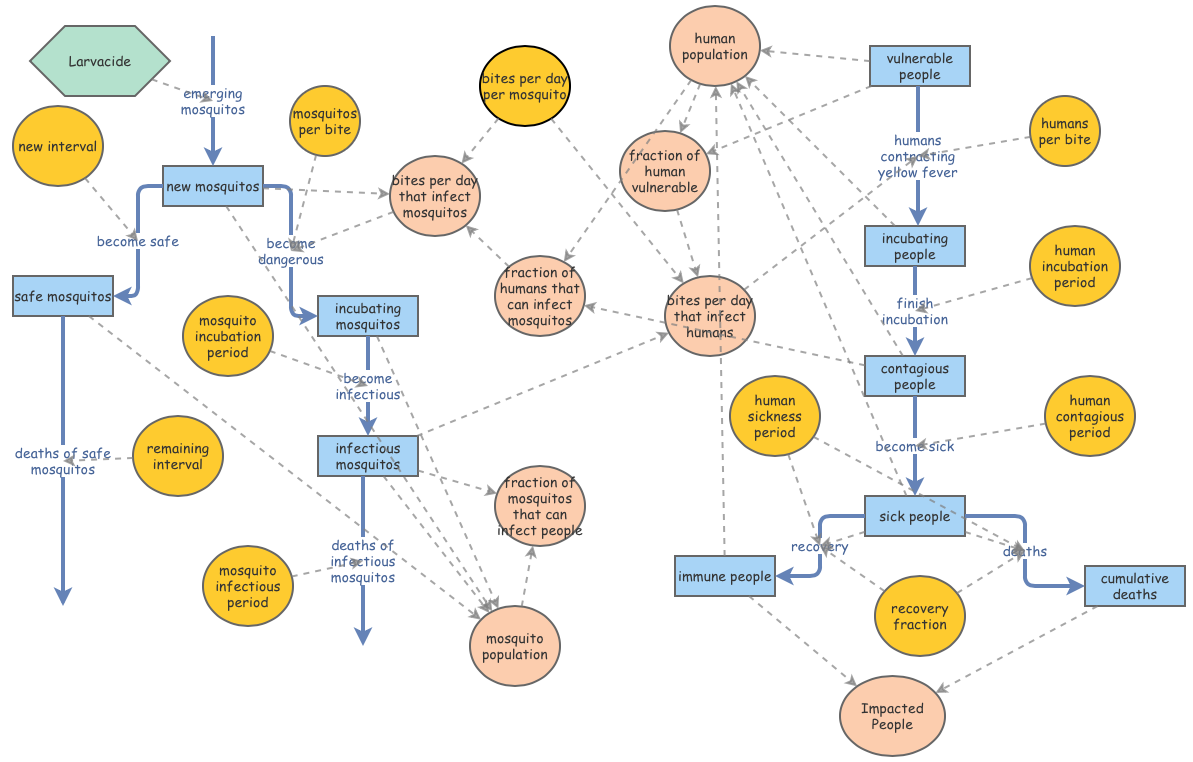 Larvacide
emerging
mosquitos
new interval
mosquitos
per bite
bites per day
per mosquito
human
population
vulnerable
people
humans
per bite
humans
contracting
yellow fever
fraction of
human
vulnerable
new mosquitos
bites per day
that infect
mosquitos
become safe
become
dangerous
incubating
people
human
incubation
period
safe mosquitos
fraction of
humans that
can infect
mosquitos
bites per day
that infect
humans
finish
incubation
mosquito
incubation
period
incubating
mosquitos
contagious
people
become
infectious
human
sickness
period
human
contagious
period
deaths of safe
mosquitos
remaining
interval
infectious
mosquitos
become sick
fraction of
mosquitos
that can
infect people
sick people
recovery
deaths
deaths of
infectious
mosquitos
mosquito
infectious
period
immune people
cumulative
deaths
recovery
fraction
mosquito
population
Impacted
People